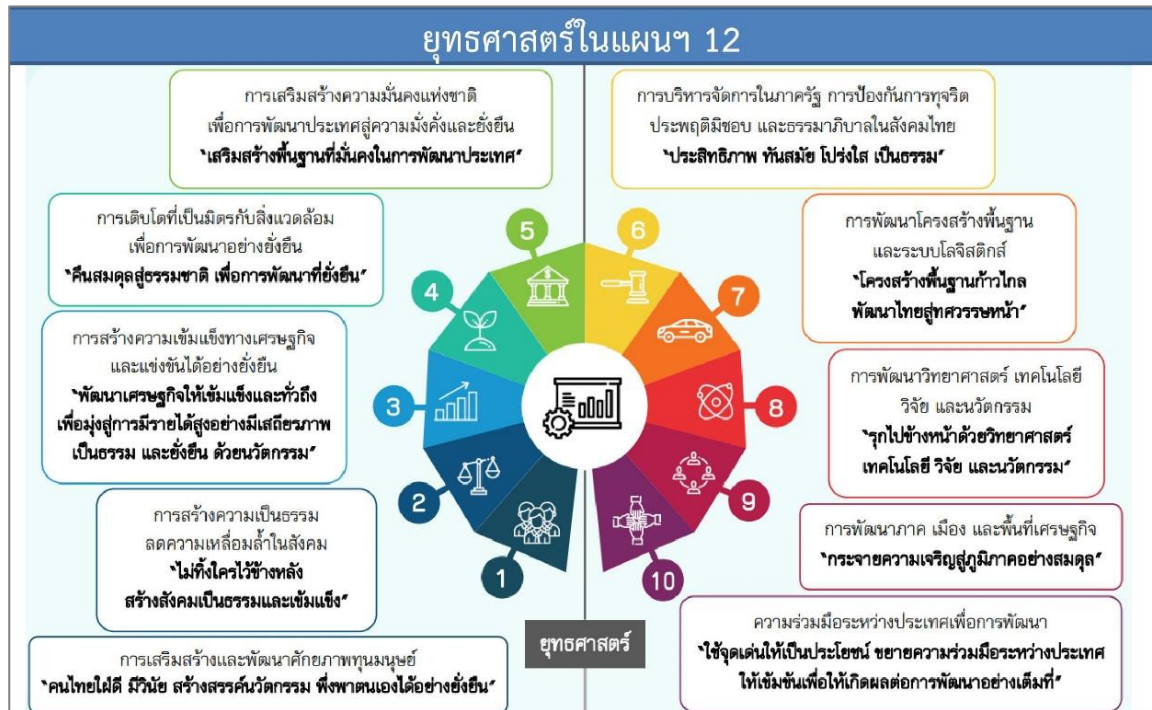 ยุทธศาสตร์ในแผนฯ 12
การเสริมสร้างความมั่นคงแห่งชาติ
เพื่อการพัฒนาประเทศสู่ความมั่งคั่งและยั่งยืน
“เสริมสร้างพื้นฐานที่มั่นคงในการพัฒนาประเทศ”
การเติบโตที่เป็นมิตรกับสิ่งแวดล้อม
เพื่อการพัฒนาอย่างยั่งยืน
“คืนสมดุลสู่ธรรมชาติ เพื่อการพัฒนาที่ยั่งยืน”
การสร้างความเข้มแข็งทางเศรษฐกิจ
และแข่งขันได้อย่างยั่งยืน
“พัฒนาเศรษฐกิจให้เข้มแข็งและทั่วถึง
เพื่อมุ่งสู่การมีรายได้สูงอย่างมีเสถียรภาพ
เป็นธรรม และยั่งยืน ด้วยนวัตกรรม”
การสร้างความเป็นธรรม
ลดความเหลื่อมล้ำในสังคม
“ไม่ทิ้งใครไว้ข้างหลัง
สร้างสังคมเป็นธรรมและเข้มแข็ง”
การเสริมสร้างและพัฒนาศักยภาพทุนมนุษย์
“คนไทยใฝ่ดี มีวินัย สร้างสรรค์นวัตกรรม พึ่งพาตนเองได้อย่างยั่งยืน”
5
4
3
2
1
6
7
8
9
10
ยุทธศาสตร์
การบริหารจัดการในภาครัฐ การป้องกันการทุจริต
ประพฤติมิชอบ และธรรมาภิบาลในสังคมไทย
“ประสิทธิภาพ ทันสมัย โปร่งใส เป็นธรรม”
การพัฒนาโครงสร้างพื้นฐาน
และระบบโลจิสติกส์
“โครงสร้างพื้นฐานก้าวไกล
พัฒนาไทยสู่ทศวรรษหน้า”
การพัฒนาวิทยาศาสตร์ เทคโนโลยี
วิจัย และนวัตกรรม
“รุกไปข้างหน้าด้วยวิทยาศาสตร์
เทคโนโลยี วิจัย และนวัตกรรม”
การพัฒนาภาค เมือง และพื้นที่เศรษฐกิจ
“กระจายความเจริญสู่ภูมิภาคอย่างสมดุล”
ความร่วมมือระหว่างประเทศเพื่อการพัฒนา
“ใช้จุดเด่นให้เป็นประโยชน์ ขยายความร่วมมือระหว่างประเทศ
ให้เข้มข้นเพื่อให้เกิดผลต่อการพัฒนาอย่างเต็มที่”